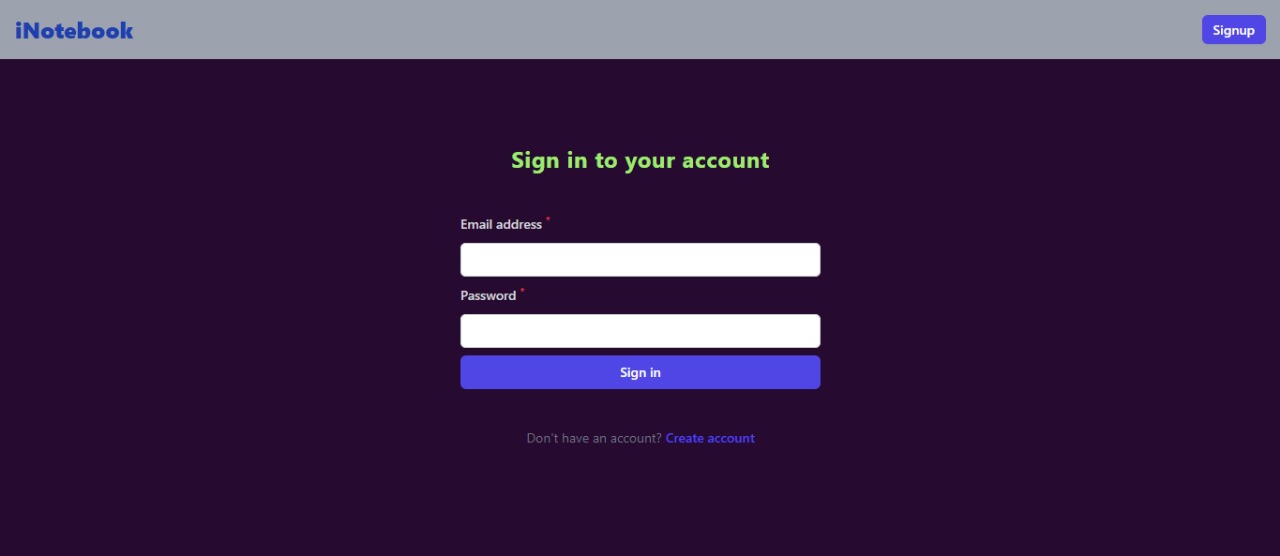 iNotebook
Signup
Sign in to your account
Email address *
Password *
Sign in
Don't have an account? Create account